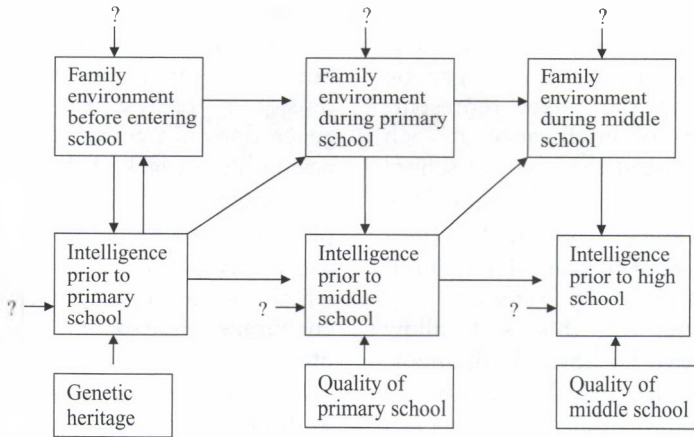 ?
?
?
Family
environment
before entering
school
Family
environment
during primary
school
Family
environment
during middle
school
Intelligence
prior to
primary
school
Intelligence
prior to
middle
school
Intelligence
prior to high
school
?
?
?
Genetic
heritage
Quality of
primary school
Quality of
middle school